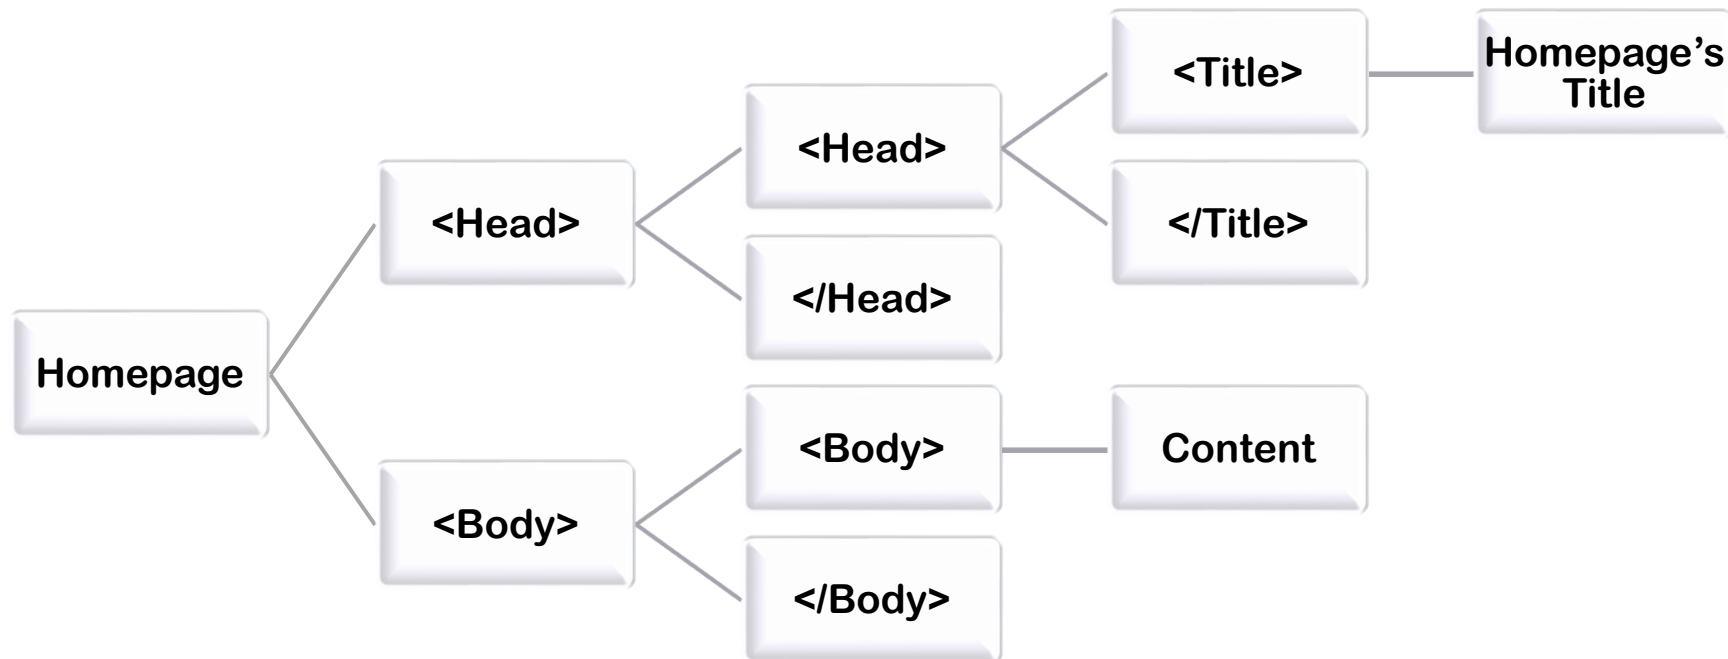 Homepage
<Head>
<Head>
<Title>
Homepage’s
Title
</Title>
</Head>
<Body>
<Body>
Content
</Body>